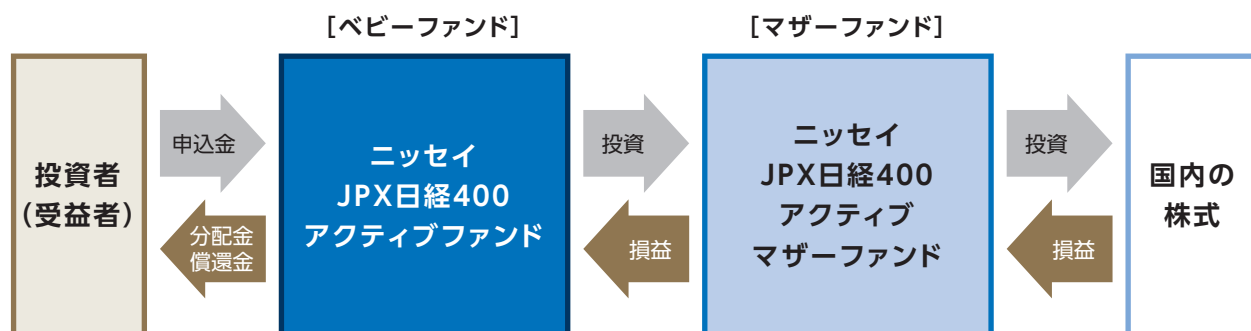 ［ベビーファンド］
［マザーファンド］
投資者
（受益者）
申込金
分配金
償還金
ニッセイ
JPX日経400
アクティブファンド
投資
損益
ニッセイ
JPX日経400
アクティブ
マザーファンド
投資
損益
国内の
株式